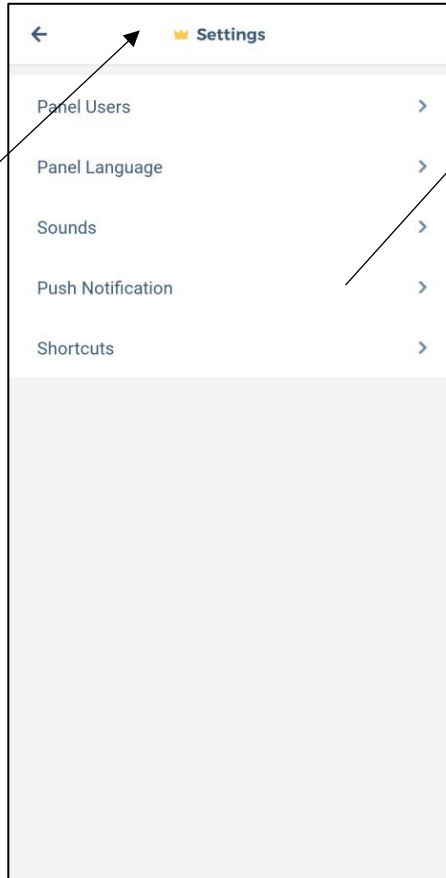 Settings
Panel Users
Panel Language
Sounds
Push Notification
Shortcuts